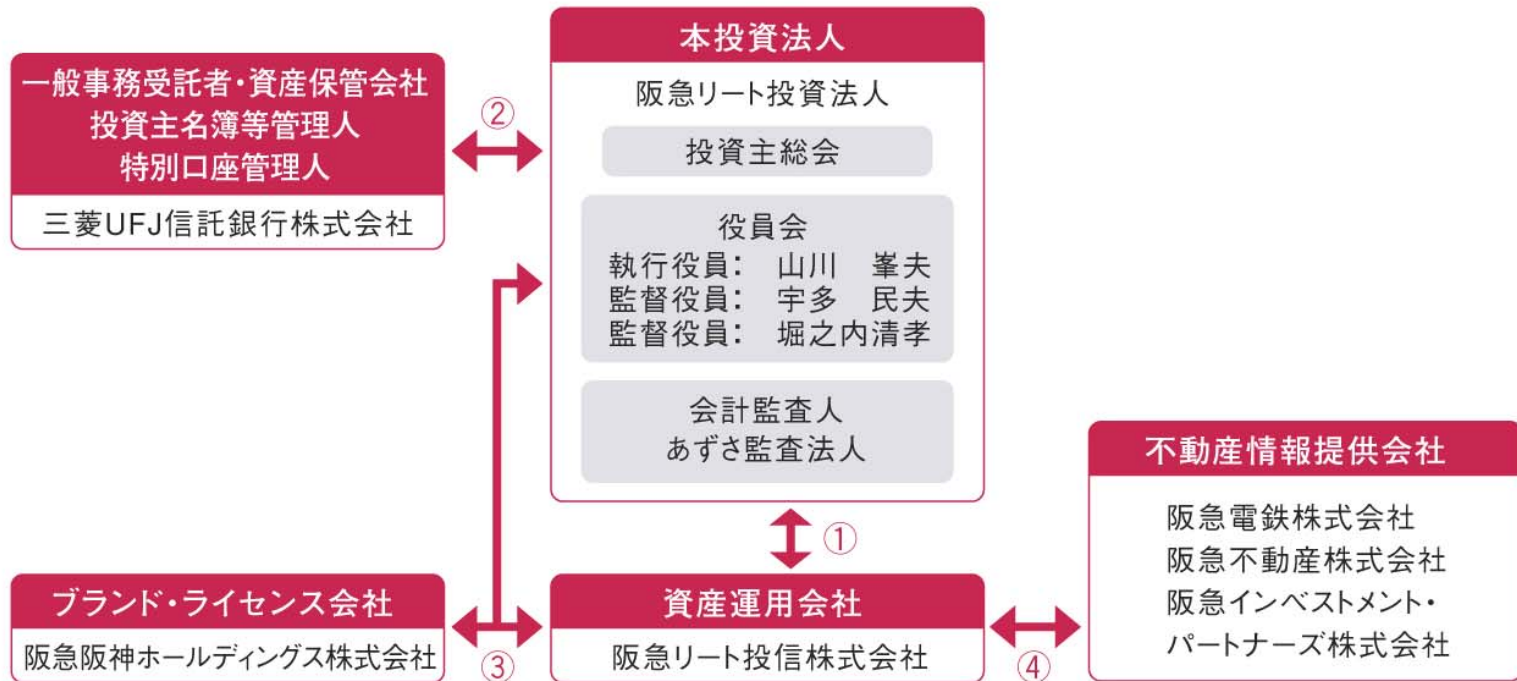 本投資法人
阪急リート投資法人
投資主総会
役員会
執行役員： 山川 峯夫
監督役員： 宇多 民夫
監督役員： 堀之内清孝
会計監査人
あずさ監査法人
一般事務受託者・資産保管会社
投資主名簿等管理人
特別口座管理人
三菱UFJ信託銀行株式会社
②
①
ブランド・ライセンス会社
阪急阪神ホールディングス株式会社
③
資産運用会社
阪急リート投信株式会社
④
不動産情報提供会社
阪急電鉄株式会社
阪急不動産株式会社
阪急インベストメント・
パートナーズ株式会社